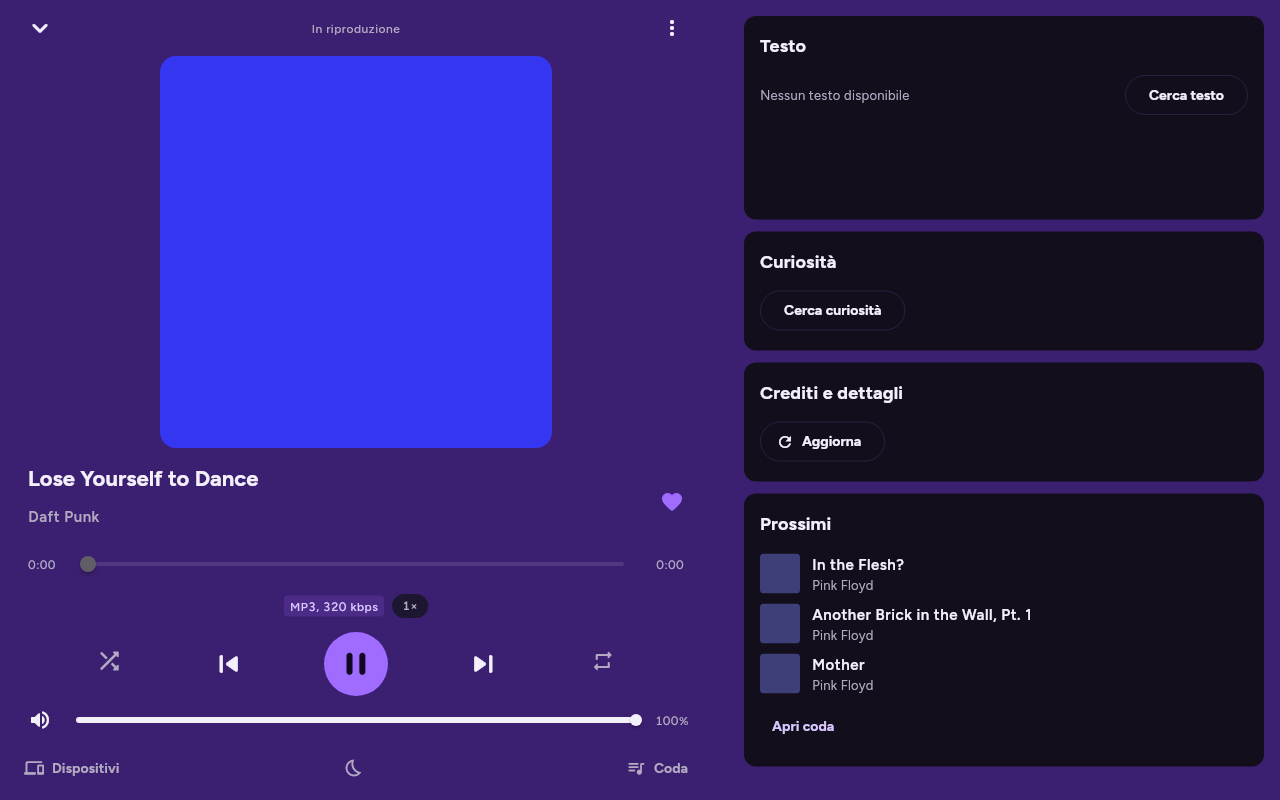 In riproduzione
Lose Yourself to Dance
Daft Punk
0:00
0:00
MP3, 320 kbps
1×
100%
Dispositivi
Coda
Testo
Nessun testo disponibile
Cerca testo
Curiosità
Cerca curiosità
Crediti e dettagli
Aggiorna
Prossimi
In the Flesh?
Pink Floyd
Another Brick in the Wall, Pt. 1
Pink Floyd
Mother
Pink Floyd
Apri coda